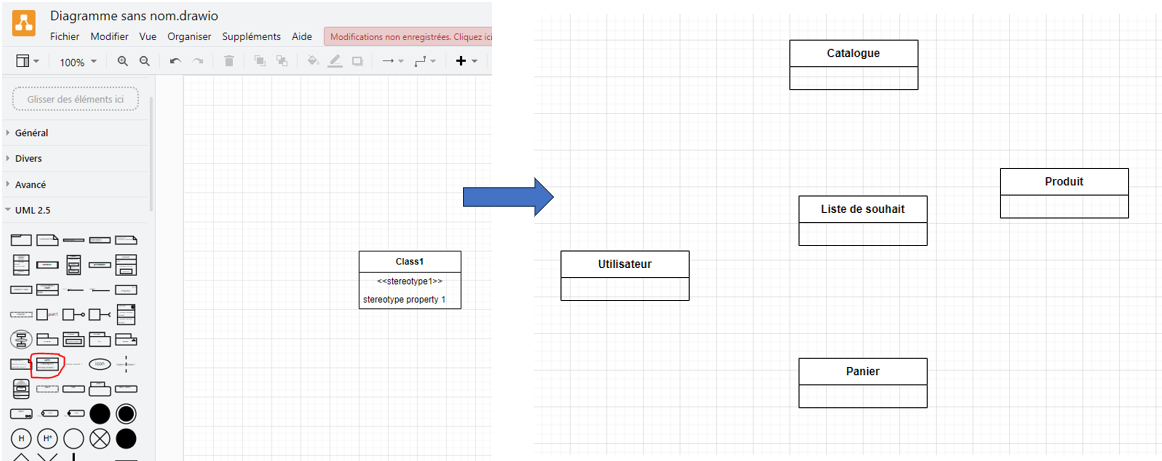 Diagramme sans nom.drawio
Fichier Modifier Vue Organiser Suppléments Aide
Modifications non enregistrées. Cliquez ici
100%
Glisser des éléments ici
Général
Divers
Avancé
UML 2.5
H H*
Class1
<<stereotype1>>
stereotype property 1
Catalogue
Produit
Liste de souhait
Utilisateur
Panier